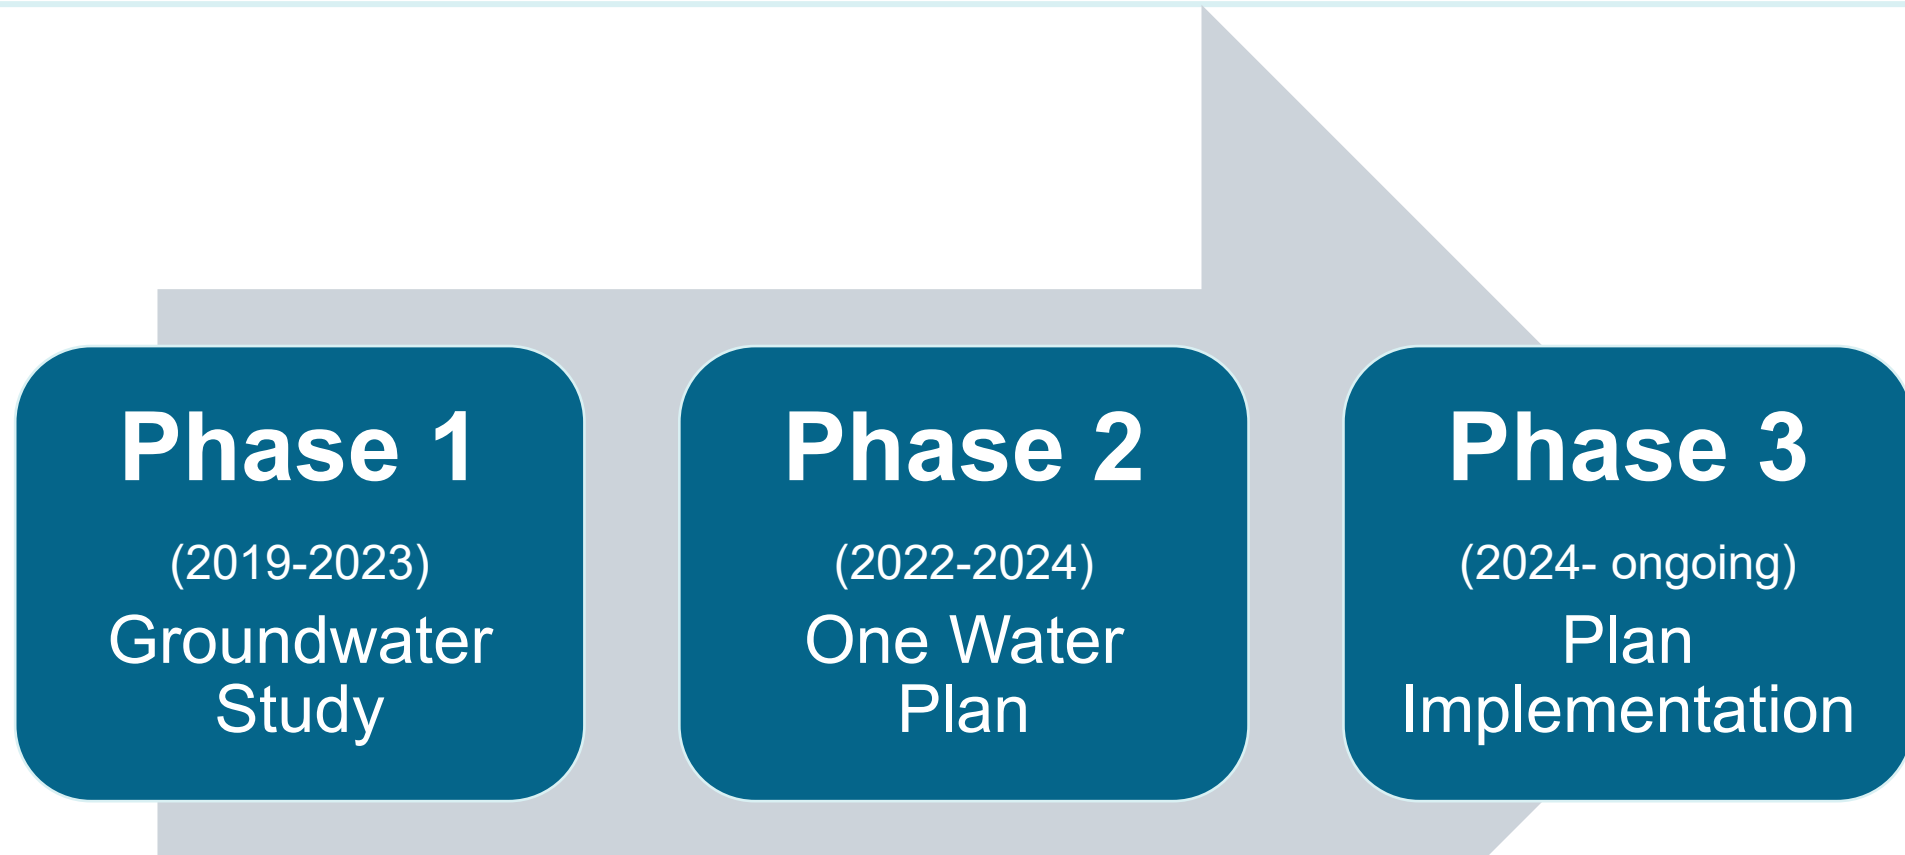 Phase 1
(2019-2023)
Groundwater
Study
Phase 2
(2022-2024)
One Water
Plan
Phase 3
(2024- ongoing)
Plan
Implementation